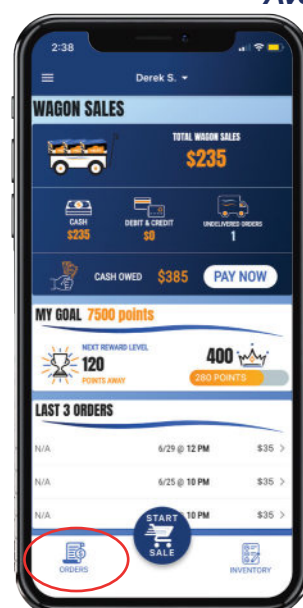 2:38
Derek S.
WAGON SALES
TOTAL WAGON SALES
$235
CASH
$235
DEBIT & CREDIT
$0
UNDELIVERED ORDERS
1
CASH OWED $385 PAY NOW
MY GOAL 7500 points
NEXT REWARD LEVEL
120
POINTS AWAY
400
280 POINTS
LAST 3 ORDERS
N/A 6/29 @ 12 PM $35 >
N/A 6/25 @ 10 PM $35 >
N/A 10 PM $35 >
START
SALE
ORDERS
INVENTORY